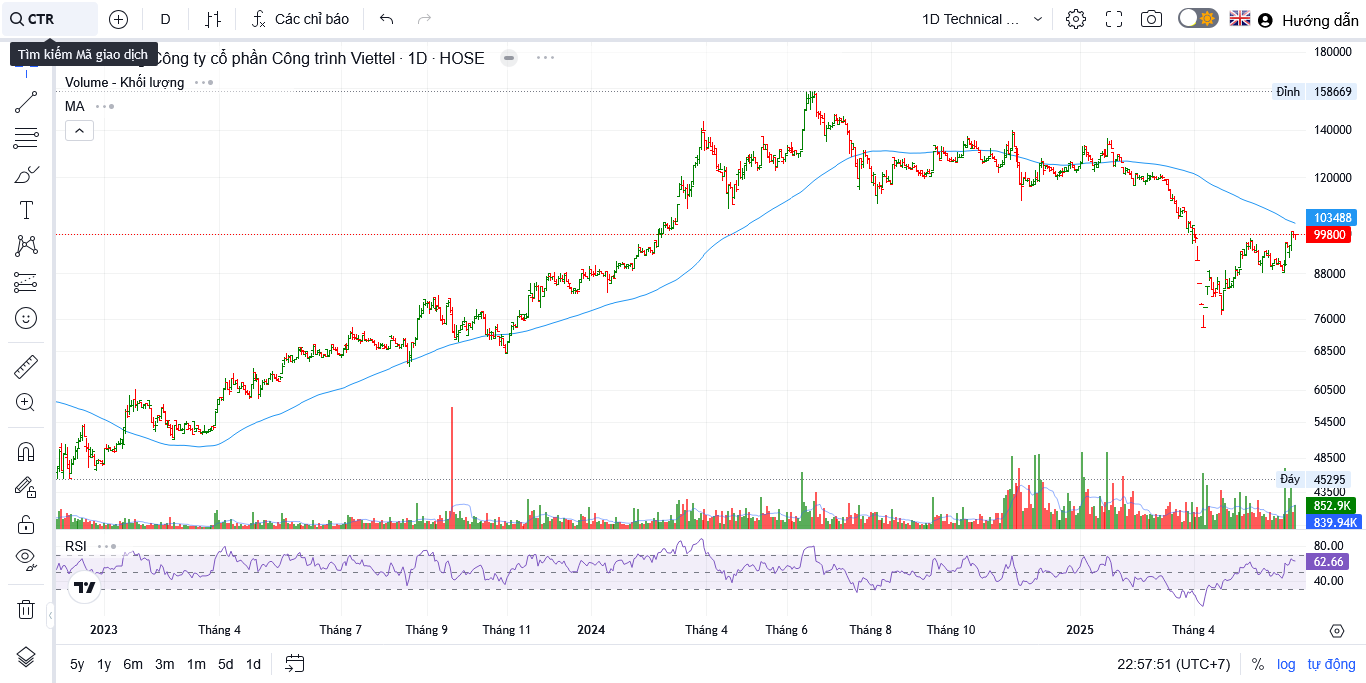 CTR
D
Các chỉ báo
1D Technical ...
Hướng dẫn
Tìm kiếm Mã giao dịch
Công ty cổ phần Công trình Viettel · 1D · HOSE
Volume - Khối lượng
MA
180000
Đỉnh 158669
140000
120000
103488
99800
88000
76000
68500
60500
54500
48500
Đáy 45295
43500
852.9K
839.94K
RSI
80.00
62.66
40.00
2023 Tháng 4 Tháng 7 Tháng 9 Tháng 11 2024 Tháng 4 Tháng 6 Tháng 8 Tháng 10 2025 Tháng 4
5y 1y 6m 3m 1m 5d 1d
22:57:51 (UTC+7) % log tự động